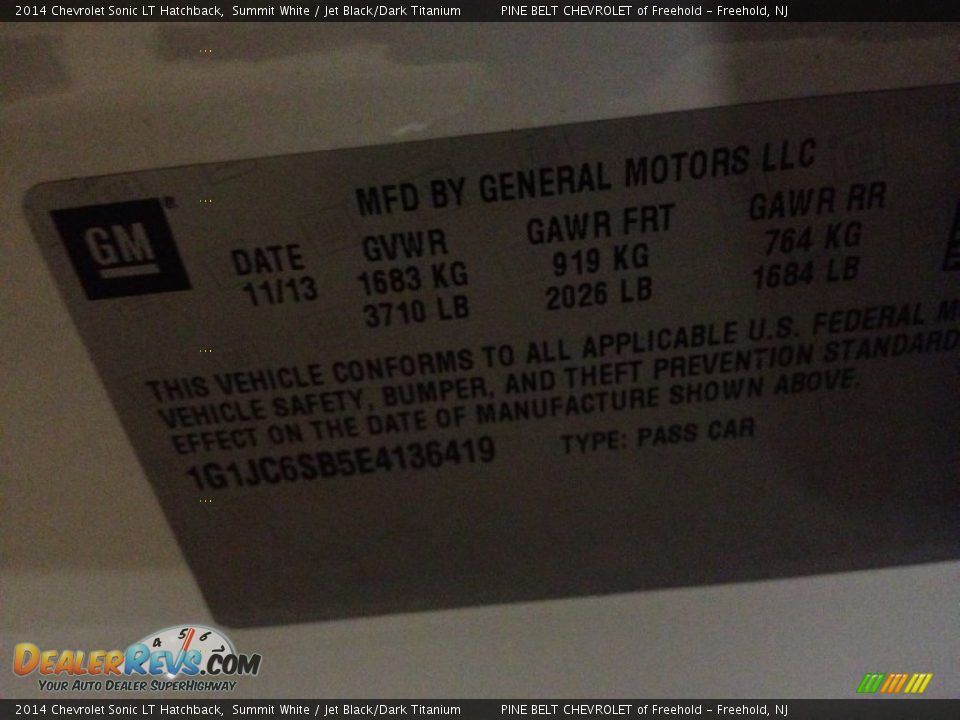 2014 Chevrolet Sonic LT Hatchback, Summit White / Jet Black/Dark Titanium PINE BELT CHEVROLET of Freehold - Freehold, NJ
MFD BY GENERAL MOTORS LLC
GM®
DATE GVWR GAWR FRT GAWR RR
11/13 1683 KG 919 KG 764 KG
3710 LB 2026 LB 1684 LB
THIS VEHICLE CONFORMS TO ALL APPLICABLE U.S. FEDERAL M
VEHICLE SAFETY, BUMPER, AND THEFT PREVENTION STANDARD
EFFECT ON THE DATE OF MANUFACTURE SHOWN ABOVE.
1G1JC6SB5E4136419 TYPE: PASS CAR
4 5 6 7
DEALERREVS.COM
YOUR AUTO DEALER SUPERHIGHWAY
2014 Chevrolet Sonic LT Hatchback, Summit White / Jet Black/Dark Titanium PINE BELT CHEVROLET of Freehold - Freehold, NJ